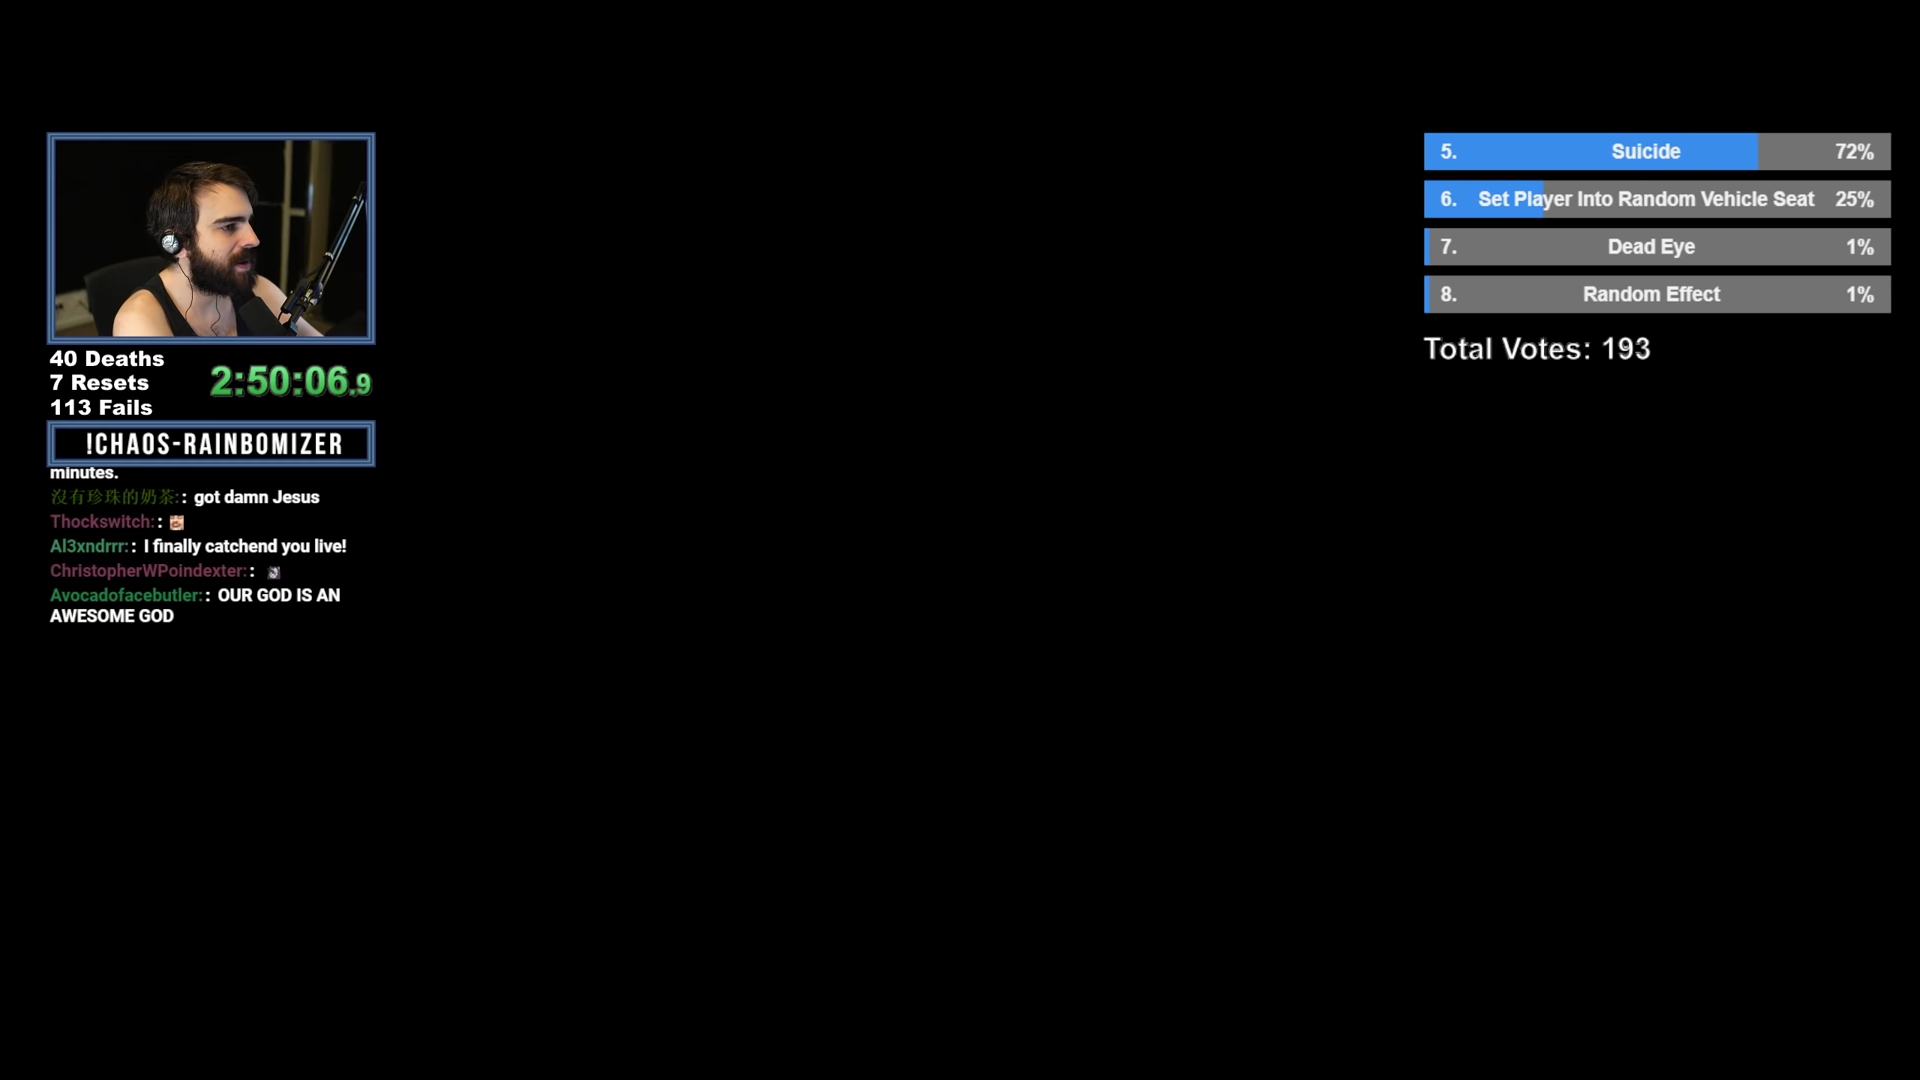 40 Deaths
7 Resets
113 Fails
2:50:06.9
!CHAOS-RAINBOMIZER
minutes.
沒有珍珠的奶茶:: got damn Jesus
Thockswitch::
Al3xndrrr:: I finally catchend you live!
ChristopherWPoindexter::
Avocadofacebutler:: OUR GOD IS AN
AWESOME GOD
5. Suicide 72%
6. Set Player Into Random Vehicle Seat 25%
7. Dead Eye 1%
8. Random Effect 1%
Total Votes: 193